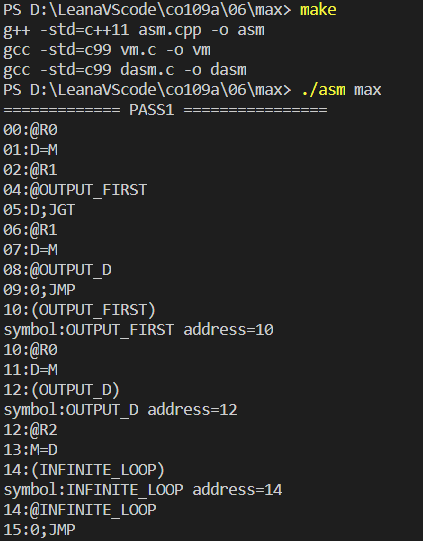 PS D:\LeanaVScode\co109a\06\max> make
g++ -std=c++11 asm.cpp -o asm
gcc -std=c99 vm.c -o vm
gcc -std=c99 dasm.c -o dasm
PS D:\LeanaVScode\co109a\06\max> ./asm max
============= PASS1 ================
00:@R0
01:D=M
02:@R1
04:@OUTPUT_FIRST
05:D;JGT
06:@R1
07:D=M
08:@OUTPUT_D
09:0;JMP
10:(OUTPUT_FIRST)
symbol:OUTPUT_FIRST address=10
10:@R0
11:D=M
12:(OUTPUT_D)
symbol:OUTPUT_D address=12
12:@R2
13:M=D
14:(INFINITE_LOOP)
symbol:INFINITE_LOOP address=14
14:@INFINITE_LOOP
15:0;JMP